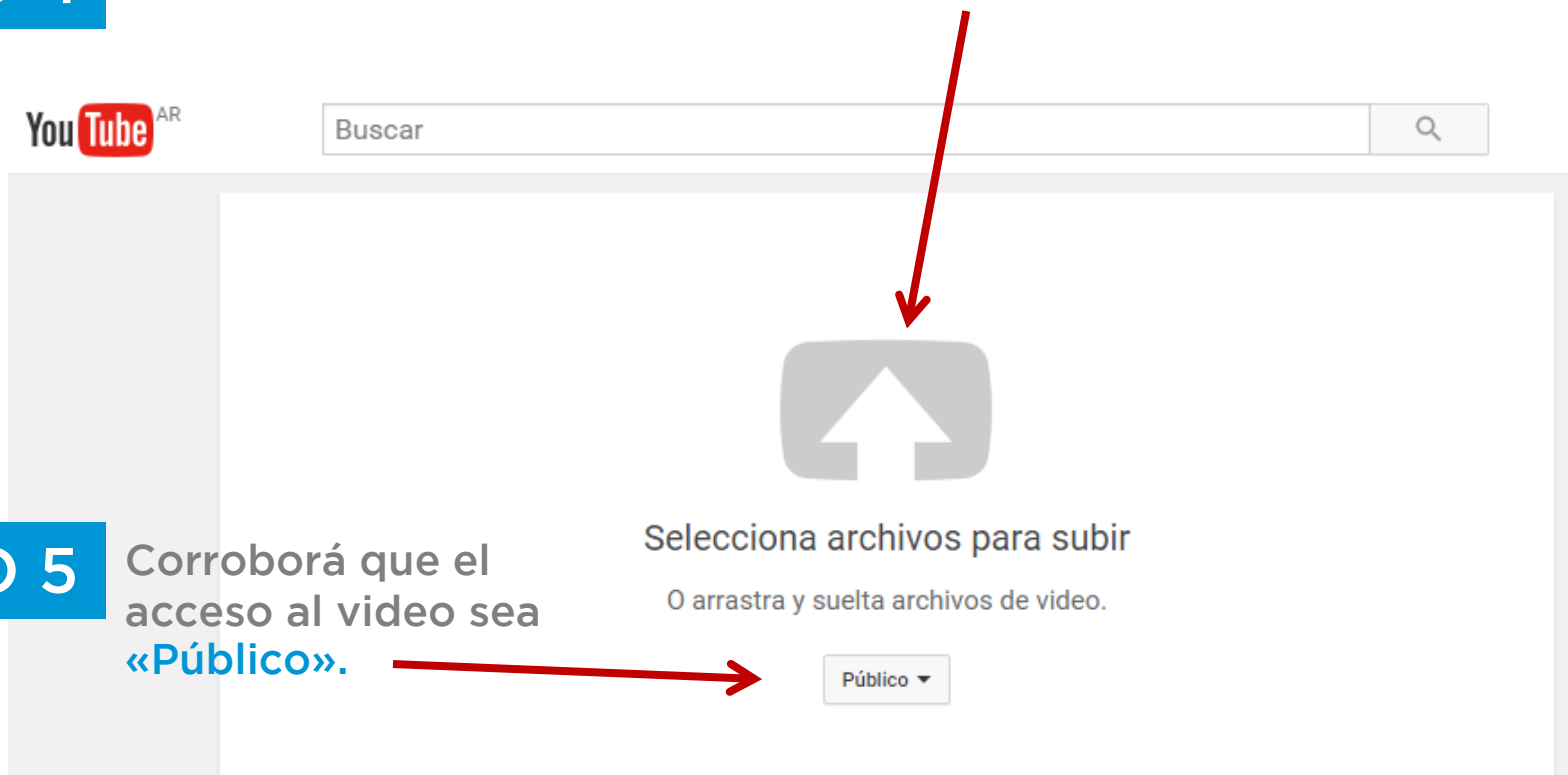 YouTube AR
Buscar
Selecciona archivos para subir
O arrastra y suelta archivos de video.
Público
5
Corroborá que el
acceso al video sea
«Público».